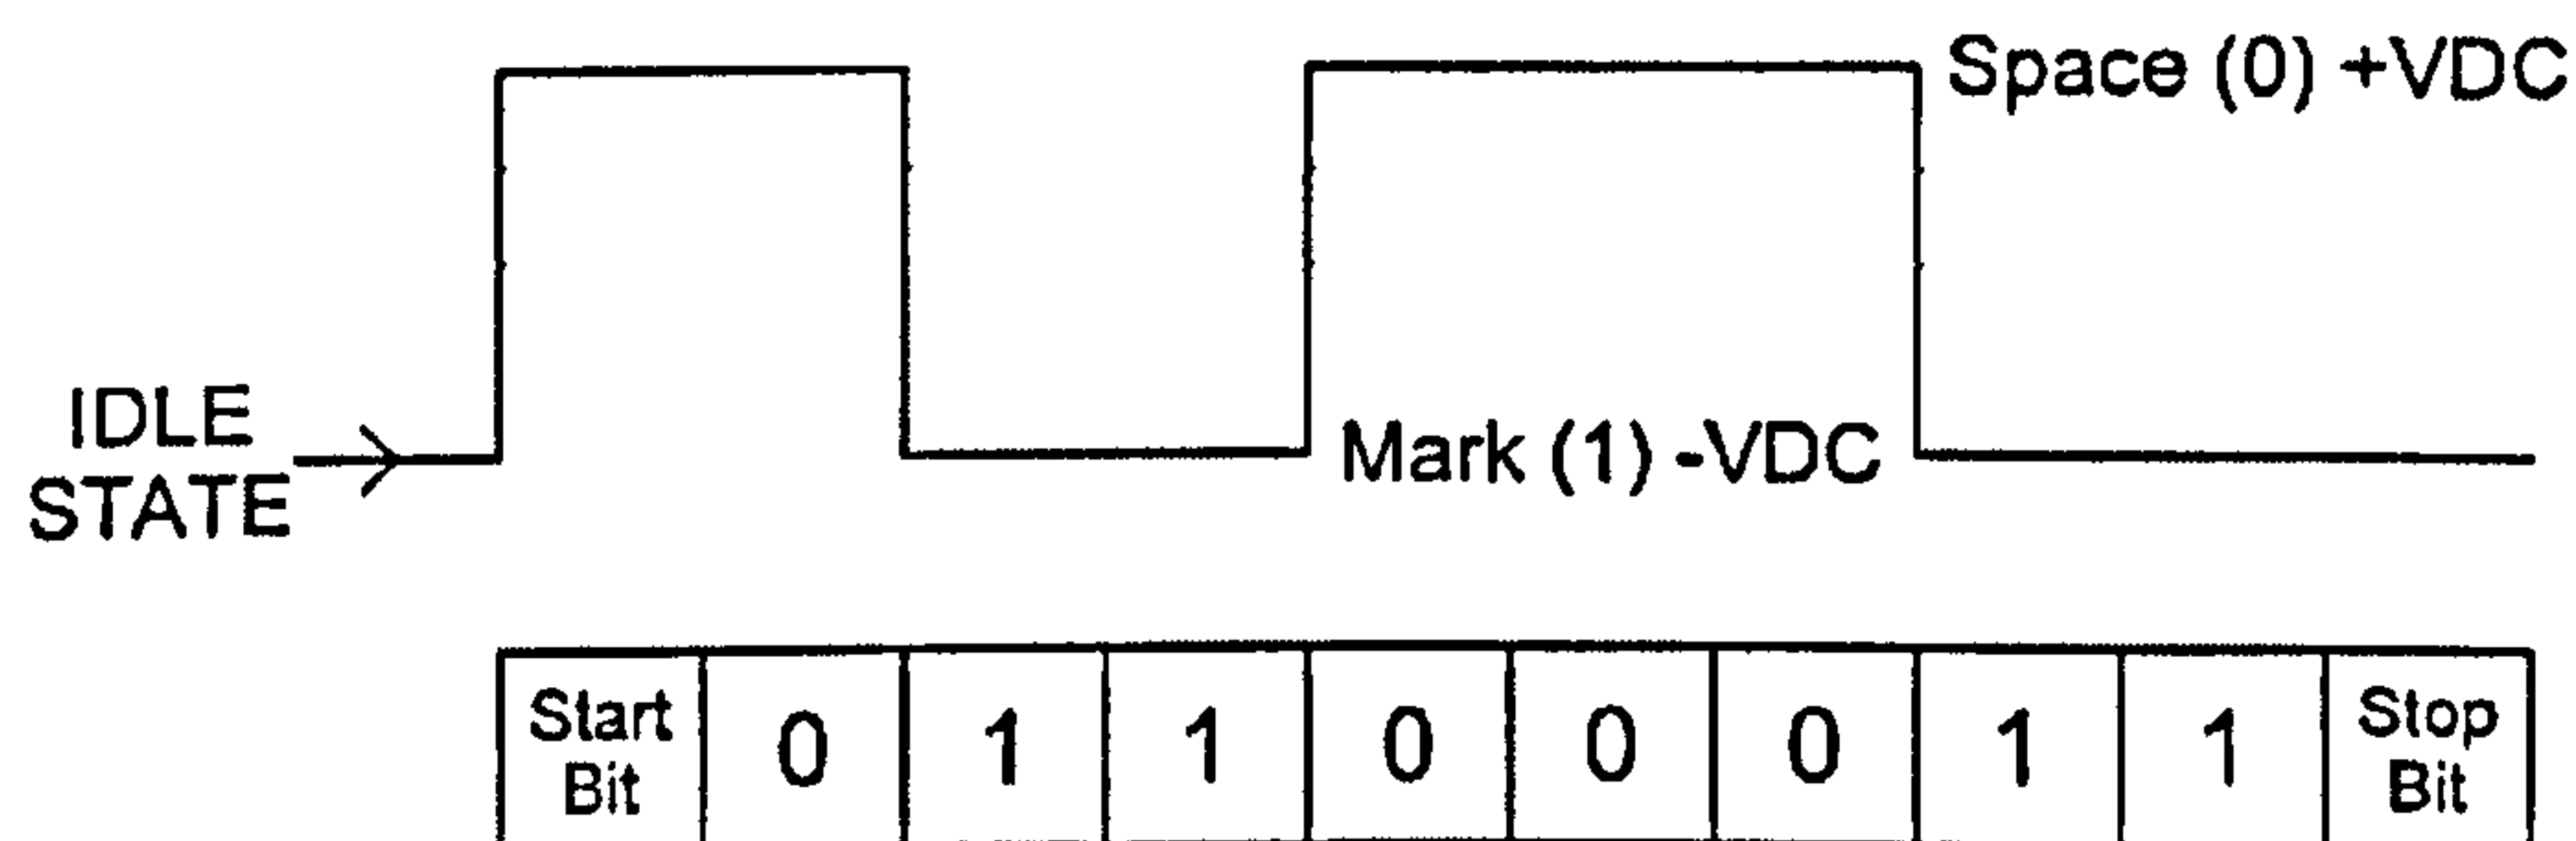 Space (0) +VDC
IDLE
STATE
Mark (1) -VDC
Start
Bit
0
1
1
0
0
0
1
1
Stop
Bit